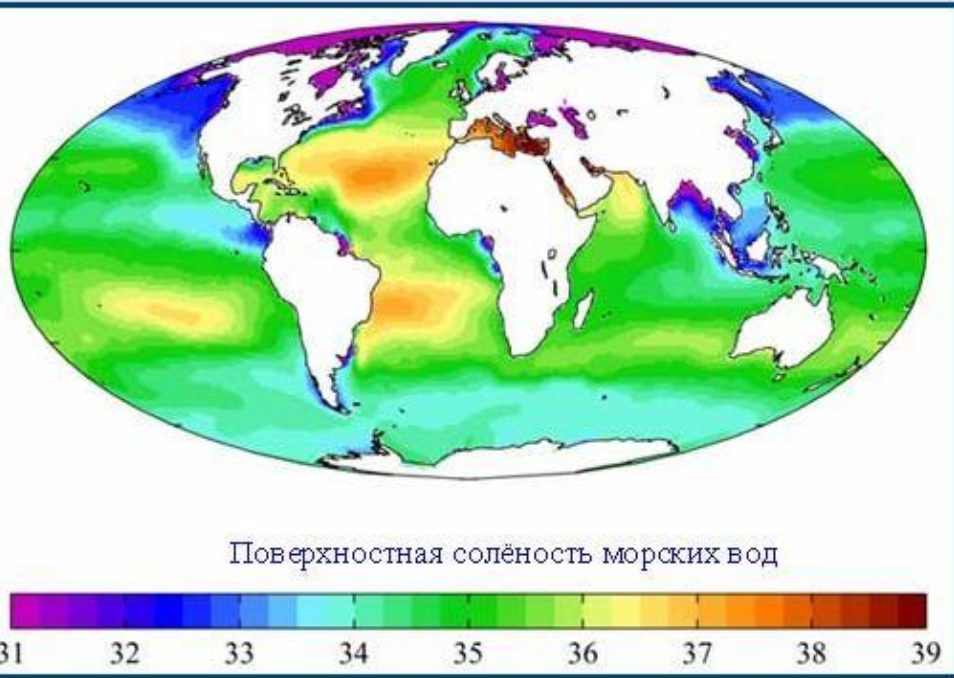 Поверхностная солёность морских вод
31 32 33 34 35 36 37 38 39